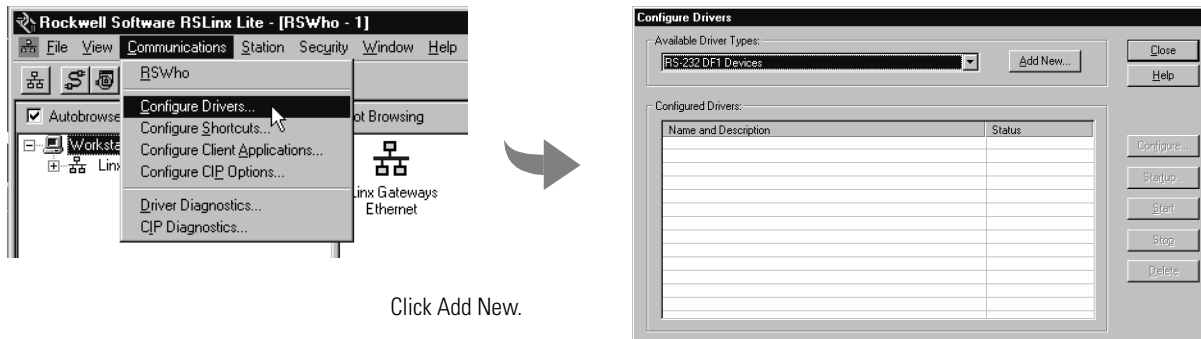 Rockwell Software RSLinx Lite - [RSWho - 1]
File View Communications Station Security Window Help
RSWho
Configure Drivers...
Configure Shortcuts...
Configure Client Applications...
Configure CIP Options...
Driver Diagnostics...
CIP Diagnostics...
Autobrowse
ot Browsing
Workst
Lin
inx Gateways
Ethernet
Click Add New.
Configure Drivers
Available Driver Types:
RS-232 DF1 Devices
Add New...
Close
Help
Configured Drivers:
Name and Description Status
Configure...
Startup...
Start
Stop
Delete